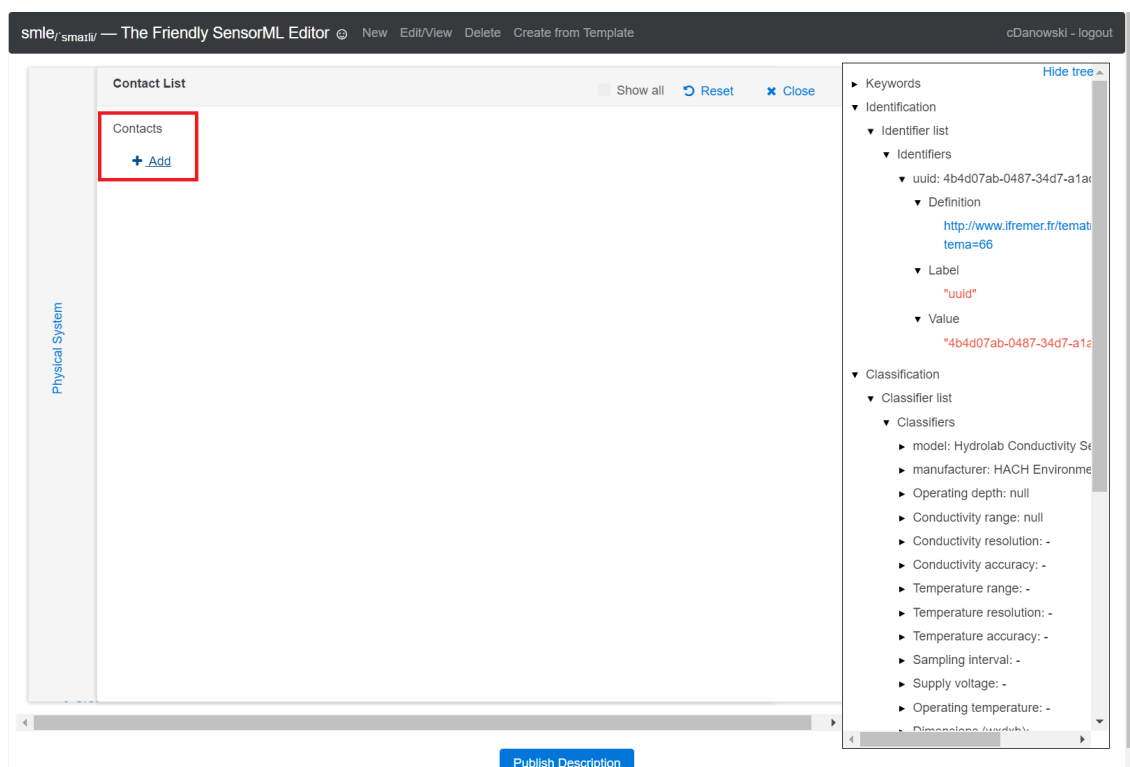 smle/ˈsmaɪli/ — The Friendly SensorML Editor ☺ New Edit/View Delete Create from Template cDanowski - logout
Contact List
Show all Reset Close
Contacts
Add
Physical System
Hide tree
Keywords
Identification
Identifier list
Identifiers
uuid: 4b4d07ab-0487-34d7-a1a
Definition
http://www.ifremer.fr/temat
tema=66
Label
"uuid"
Value
"4b4d07ab-0487-34d7-a1a
Classification
Classifier list
Classifiers
model: Hydrolab Conductivity Se
manufacturer: HACH Environme
Operating depth: null
Conductivity range: null
Conductivity resolution: -
Conductivity accuracy: -
Temperature range: -
Temperature resolution: -
Temperature accuracy: -
Sampling interval: -
Supply voltage: -
Operating temperature: -
Dimensions (wxdxh):
Publish Description